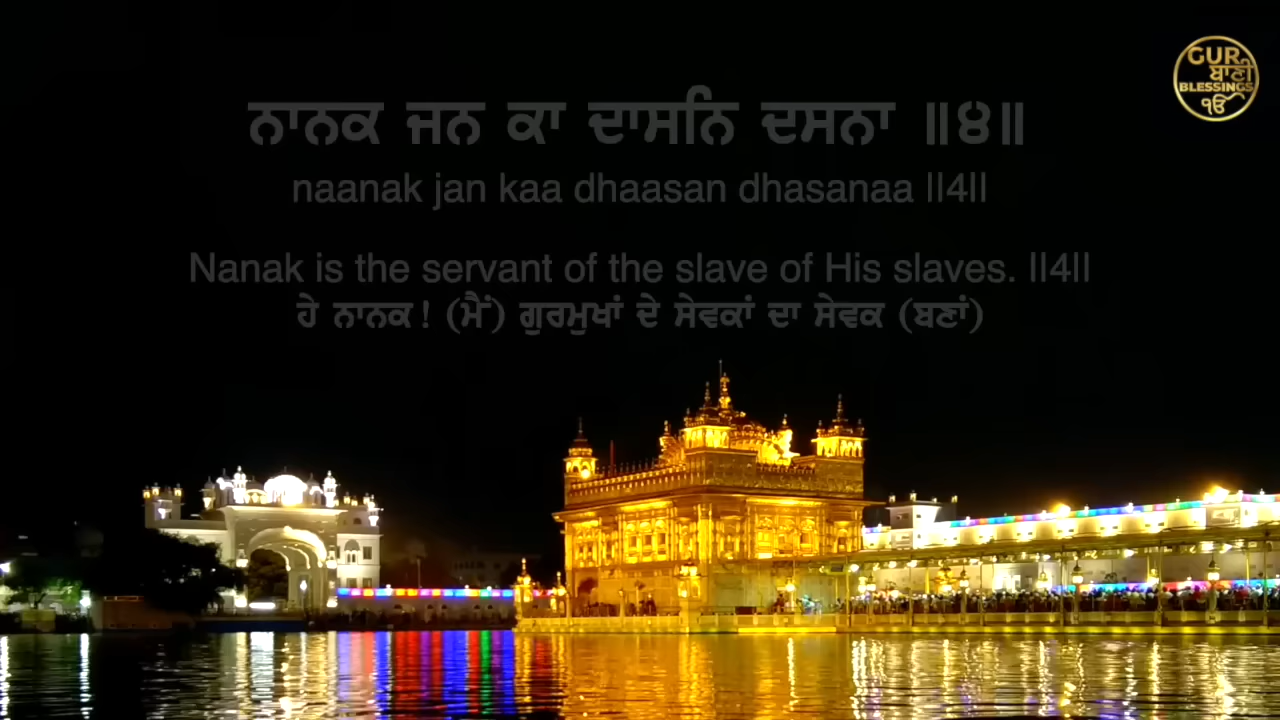 GUR
ਬਾਣੀ
BLESSINGS
ੴ
ਨਾਨਕ ਜਨ ਕਾ ਦਾਸਨਿ ਦਸਨਾ ॥੪॥
naanak jan kaa dhaasan dhasanaa ||4||
Nanak is the servant of the slave of His slaves. ||4||
ਹੇ ਨਾਨਕ! (ਮੈਂ) ਗੁਰਮੁਖਾਂ ਦੇ ਸੇਵਕਾਂ ਦਾ ਸੇਵਕ (ਬਣਾਂ)